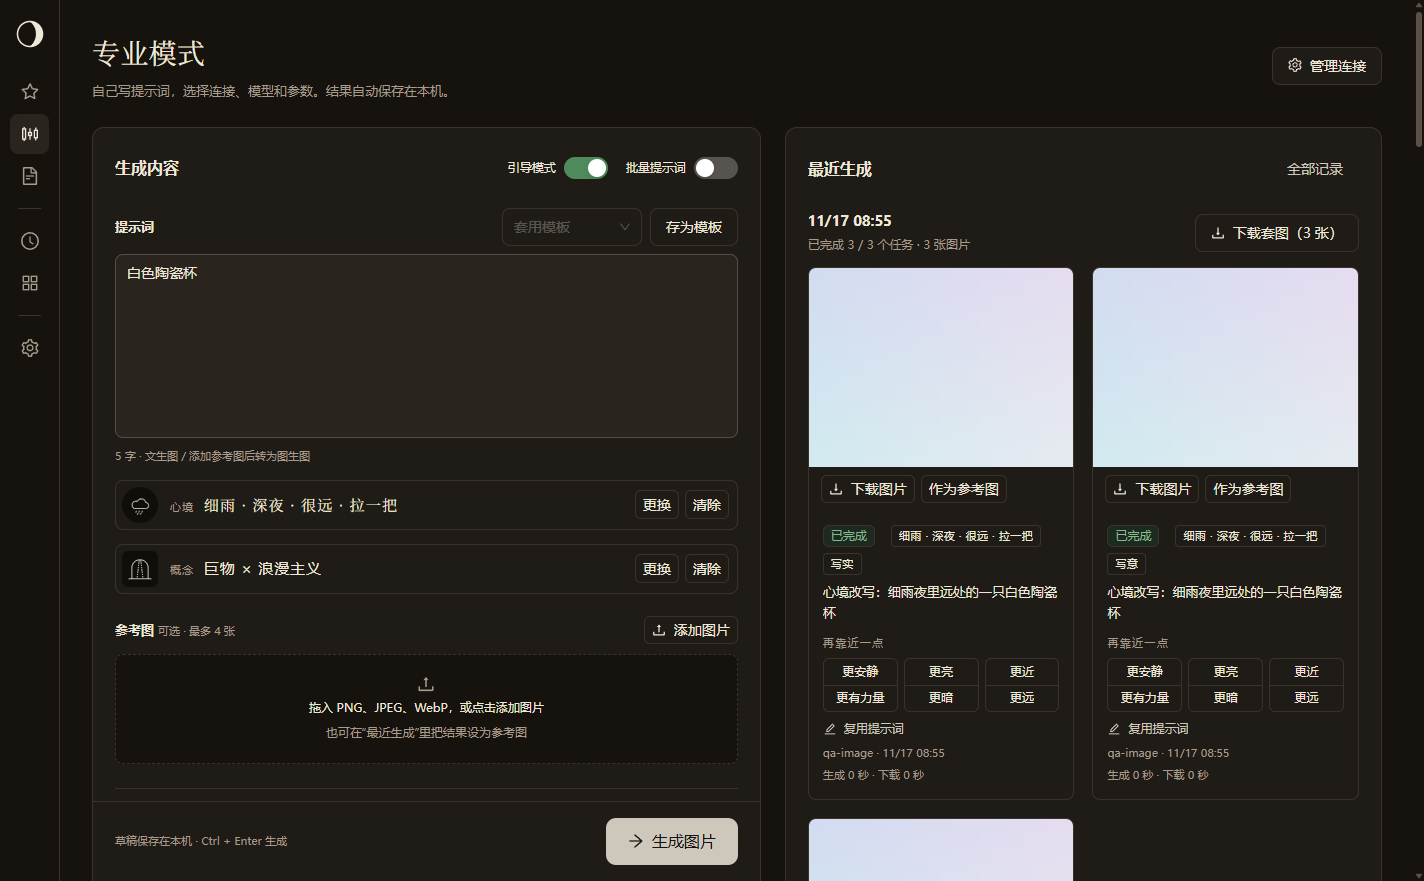 专业模式
自己写提示词，选择连接、模型和参数。结果自动保存在本机。
管理连接
生成内容
引导模式
批量提示词
提示词
套用模板
存为模板
白色陶瓷杯
5 字 · 文生图 / 添加参考图后转为图生图
心境 细雨 · 深夜 · 很远 · 拉一把
更换
清除
概念 巨物 × 浪漫主义
更换
清除
参考图 可选 · 最多 4 张
添加图片
拖入 PNG、JPEG、WebP，或点击添加图片
也可在“最近生成”里把结果设为参考图
草稿保存在本机 · Ctrl + Enter 生成
生成图片
最近生成
全部记录
11/17 08:55
已完成 3 / 3 个任务 · 3 张图片
下载套图（3 张）
下载图片
作为参考图
已完成
细雨 · 深夜 · 很远 · 拉一把
写实
心境改写：细雨夜里远处的一只白色陶瓷
杯
再靠近一点
更安静
更亮
更近
更有力量
更暗
更远
复用提示词
qa-image · 11/17 08:55
生成 0 秒 · 下载 0 秒
下载图片
作为参考图
已完成
细雨 · 深夜 · 很远 · 拉一把
写意
心境改写：细雨夜里远处的一只白色陶瓷
杯
再靠近一点
更安静
更亮
更近
更有力量
更暗
更远
复用提示词
qa-image · 11/17 08:55
生成 0 秒 · 下载 0 秒